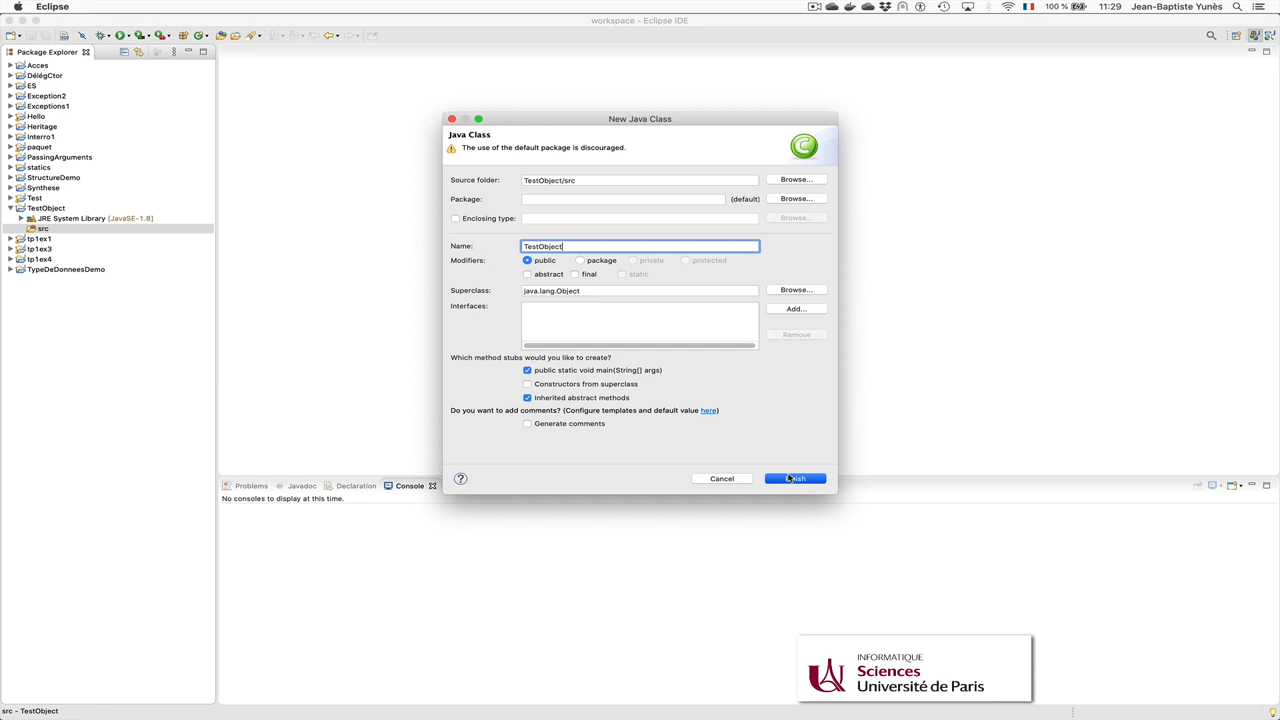 Eclipse
100 %
11:29
Jean-Baptiste Yunès
workspace - Eclipse IDE
Package Explorer
Acces
DélégCtor
ES
Exception2
Exceptions1
Hello
Heritage
Interro1
paquet
PassingArguments
statics
StructureDemo
Synthese
Test
TestObject
JRE System Library [JavaSE-1.8]
src
tp1ex1
tp1ex3
tp1ex4
TypeDeDonneesDemo
New Java Class
Java Class
The use of the default package is discouraged.
Source folder: TestObject/src Browse...
Package: (default) Browse...
Enclosing type: Browse...
Name: TestObject
Modifiers: public package private protected
abstract final static
Superclass: java.lang.Object Browse...
Interfaces: Add...
Remove
Which method stubs would you like to create?
public static void main(String[] args)
Constructors from superclass
Inherited abstract methods
Do you want to add comments? (Configure templates and default value here)
Generate comments
? Cancel
Problems Javadoc Declaration Console
No consoles to display at this time.
INFORMATIQUE
Sciences
Université de Paris
src - TestObject